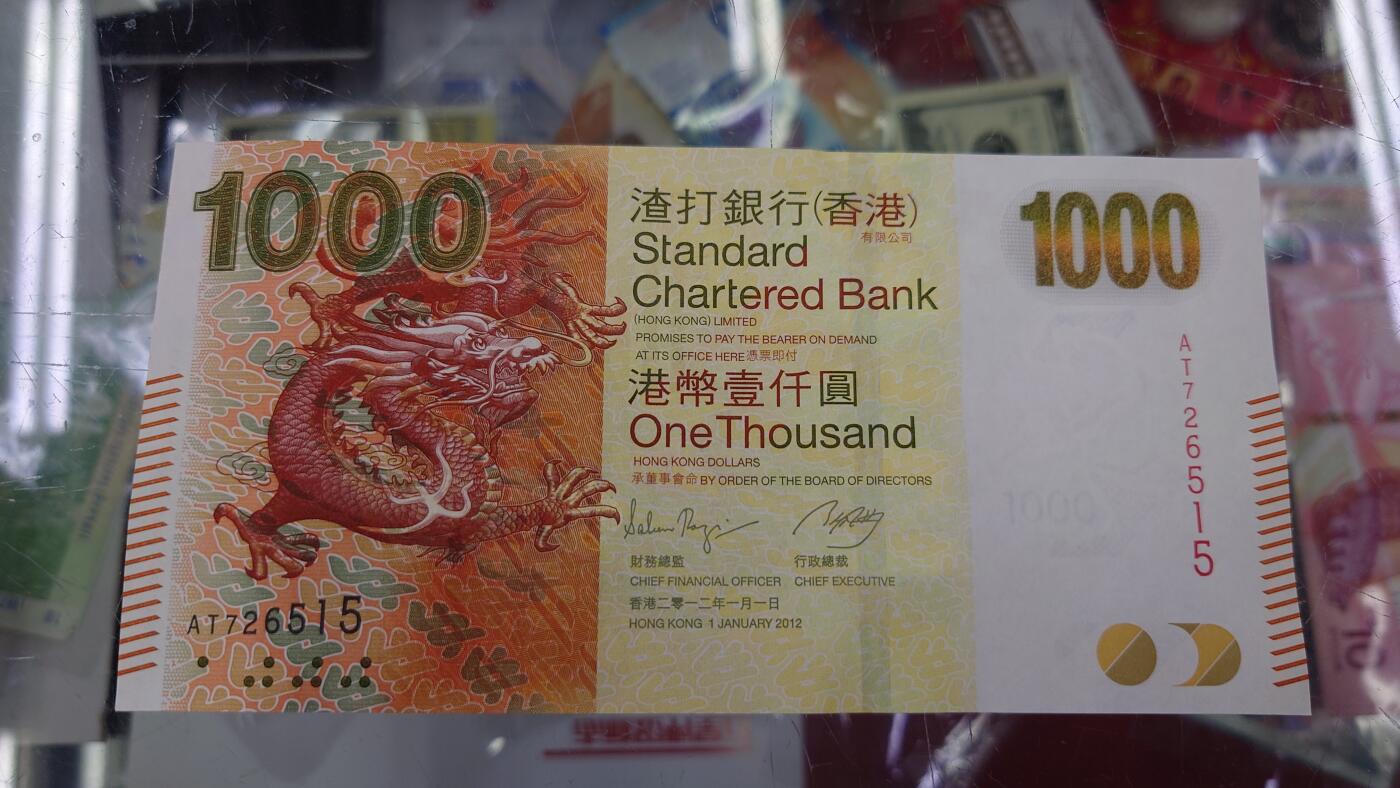 1000
渣打銀行(香港)
有限公司
Standard
Chartered Bank
(HONG KONG) LIMITED
PROMISES TO PAY THE BEARER ON DEMAND
AT ITS OFFICE HERE 憑票即付
港幣壹仟圓
One Thousand
HONG KONG DOLLARS
承董事會命 BY ORDER OF THE BOARD OF DIRECTORS
財務總監 行政總裁
CHIEF FINANCIAL OFFICER CHIEF EXECUTIVE
香港二零一二年一月一日
HONG KONG 1 JANUARY 2012
AT726515
1000
AT726515
1000